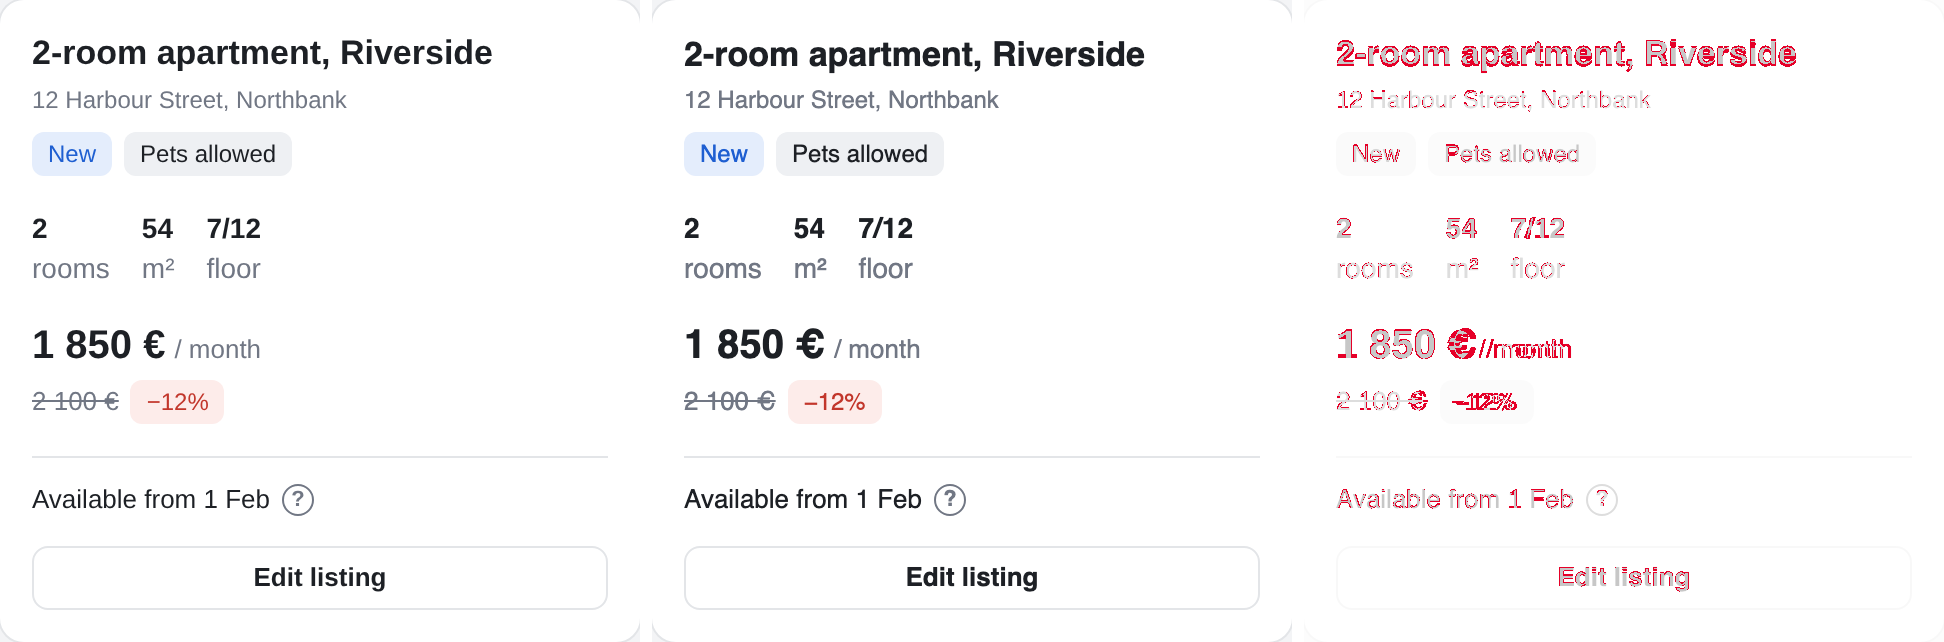 2-room apartment, Riverside
12 Harbour Street, Northbank
New Pets allowed
2 54 7/12
rooms m² floor
1 850 € / month
2 100 € −12%
Available from 1 Feb ?
Edit listing
2-room apartment, Riverside
12 Harbour Street, Northbank
New Pets allowed
2 54 7/12
rooms m² floor
1 850 € / month
2 100 € −12%
Available from 1 Feb ?
Edit listing
2-room apartment, Riverside
12 Harbour Street, Northbank
New Pets allowed
2 54 7/12
rooms m² floor
1 850 € / month
2 100 € −12%
Available from 1 Feb ?
Edit listing